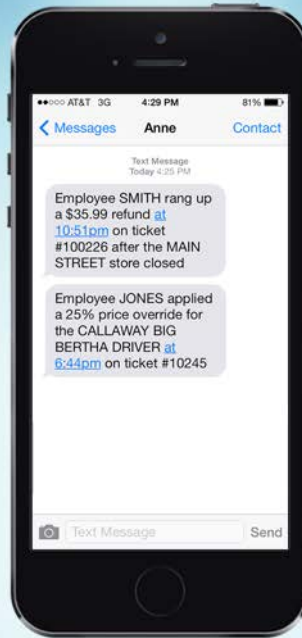 AT&T 3G 4:29 PM 81%
Messages Anne Contact
Text Message
Today 4:25 PM
Employee SMITH rang up
a $35.99 refund at
10:51pm on ticket
#100226 after the MAIN
STREET store closed
Employee JONES applied
a 25% price override for
the CALLAWAY BIG
BERTHA DRIVER at
6:44pm on ticket #10245
Text Message Send